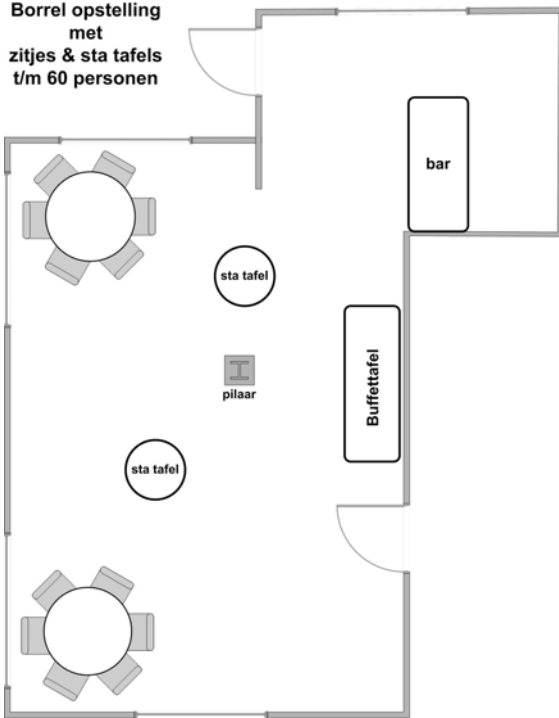 Borrel opstelling
met
zitjes & sta tafels
t/m 60 personen
bar
sta tafel
Buffettafel
pilaar
sta tafel